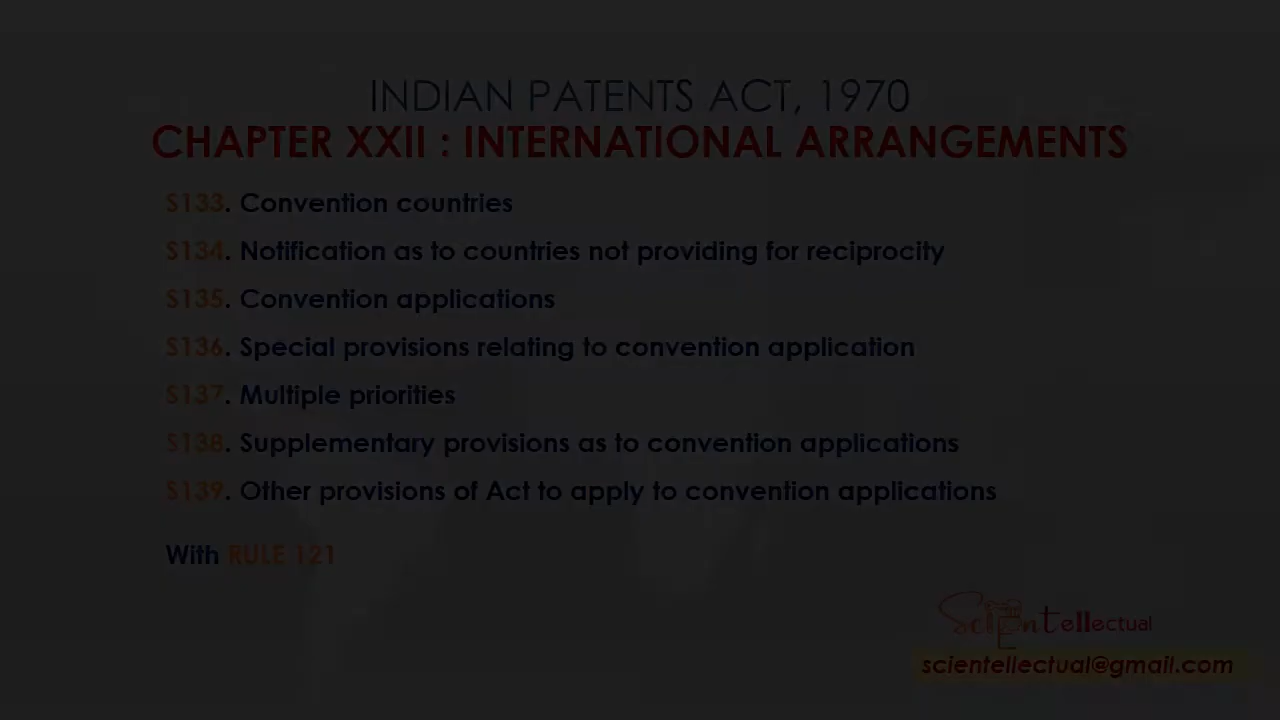 INDIAN PATENTS ACT, 1970
CHAPTER XXII : INTERNATIONAL ARRANGEMENTS
S133. Convention countries
S134. Notification as to countries not providing for reciprocity
S135. Convention applications
S136. Special provisions relating to convention application
S137. Multiple priorities
S138. Supplementary provisions as to convention applications
S139. Other provisions of Act to apply to convention applications
With RULE 121
Scientellectual
scientellectual@gmail.com